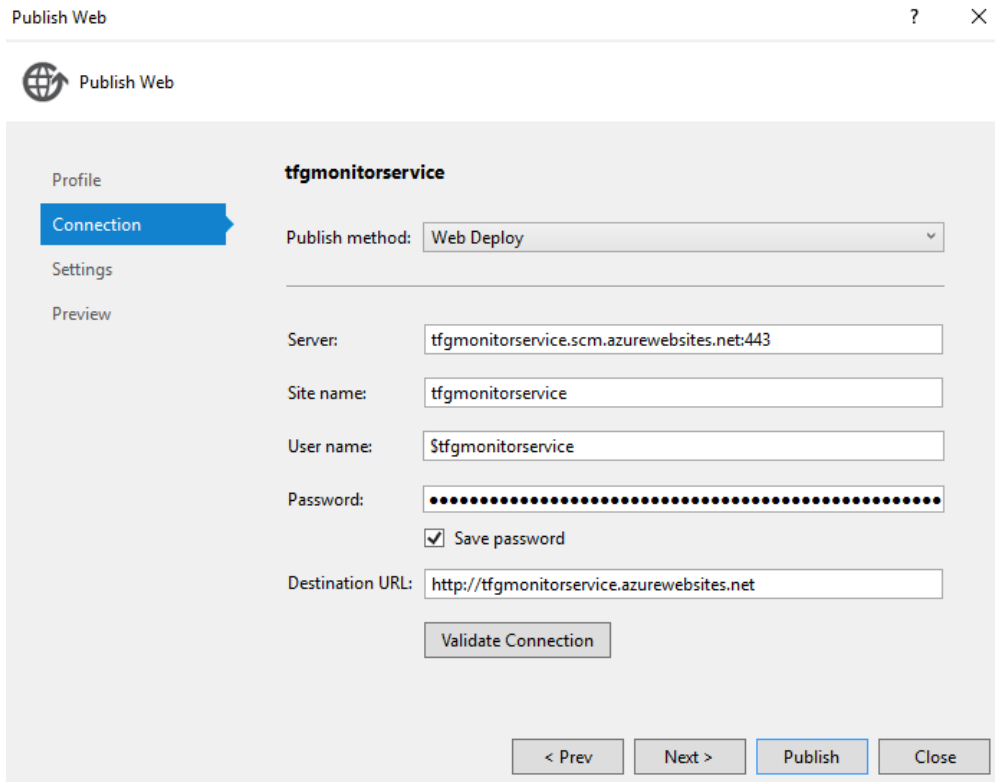 Publish Web
?
Publish Web
Profile
Connection
Settings
Preview
tfgmonitorservice
Publish method: Web Deploy
Server: tfgmonitorservice.scm.azurewebsites.net:443
Site name: tfgmonitorservice
User name: $tfgmonitorservice
Password:
Save password
Destination URL: http://tfgmonitorservice.azurewebsites.net
Validate Connection
< Prev Next > Publish Close